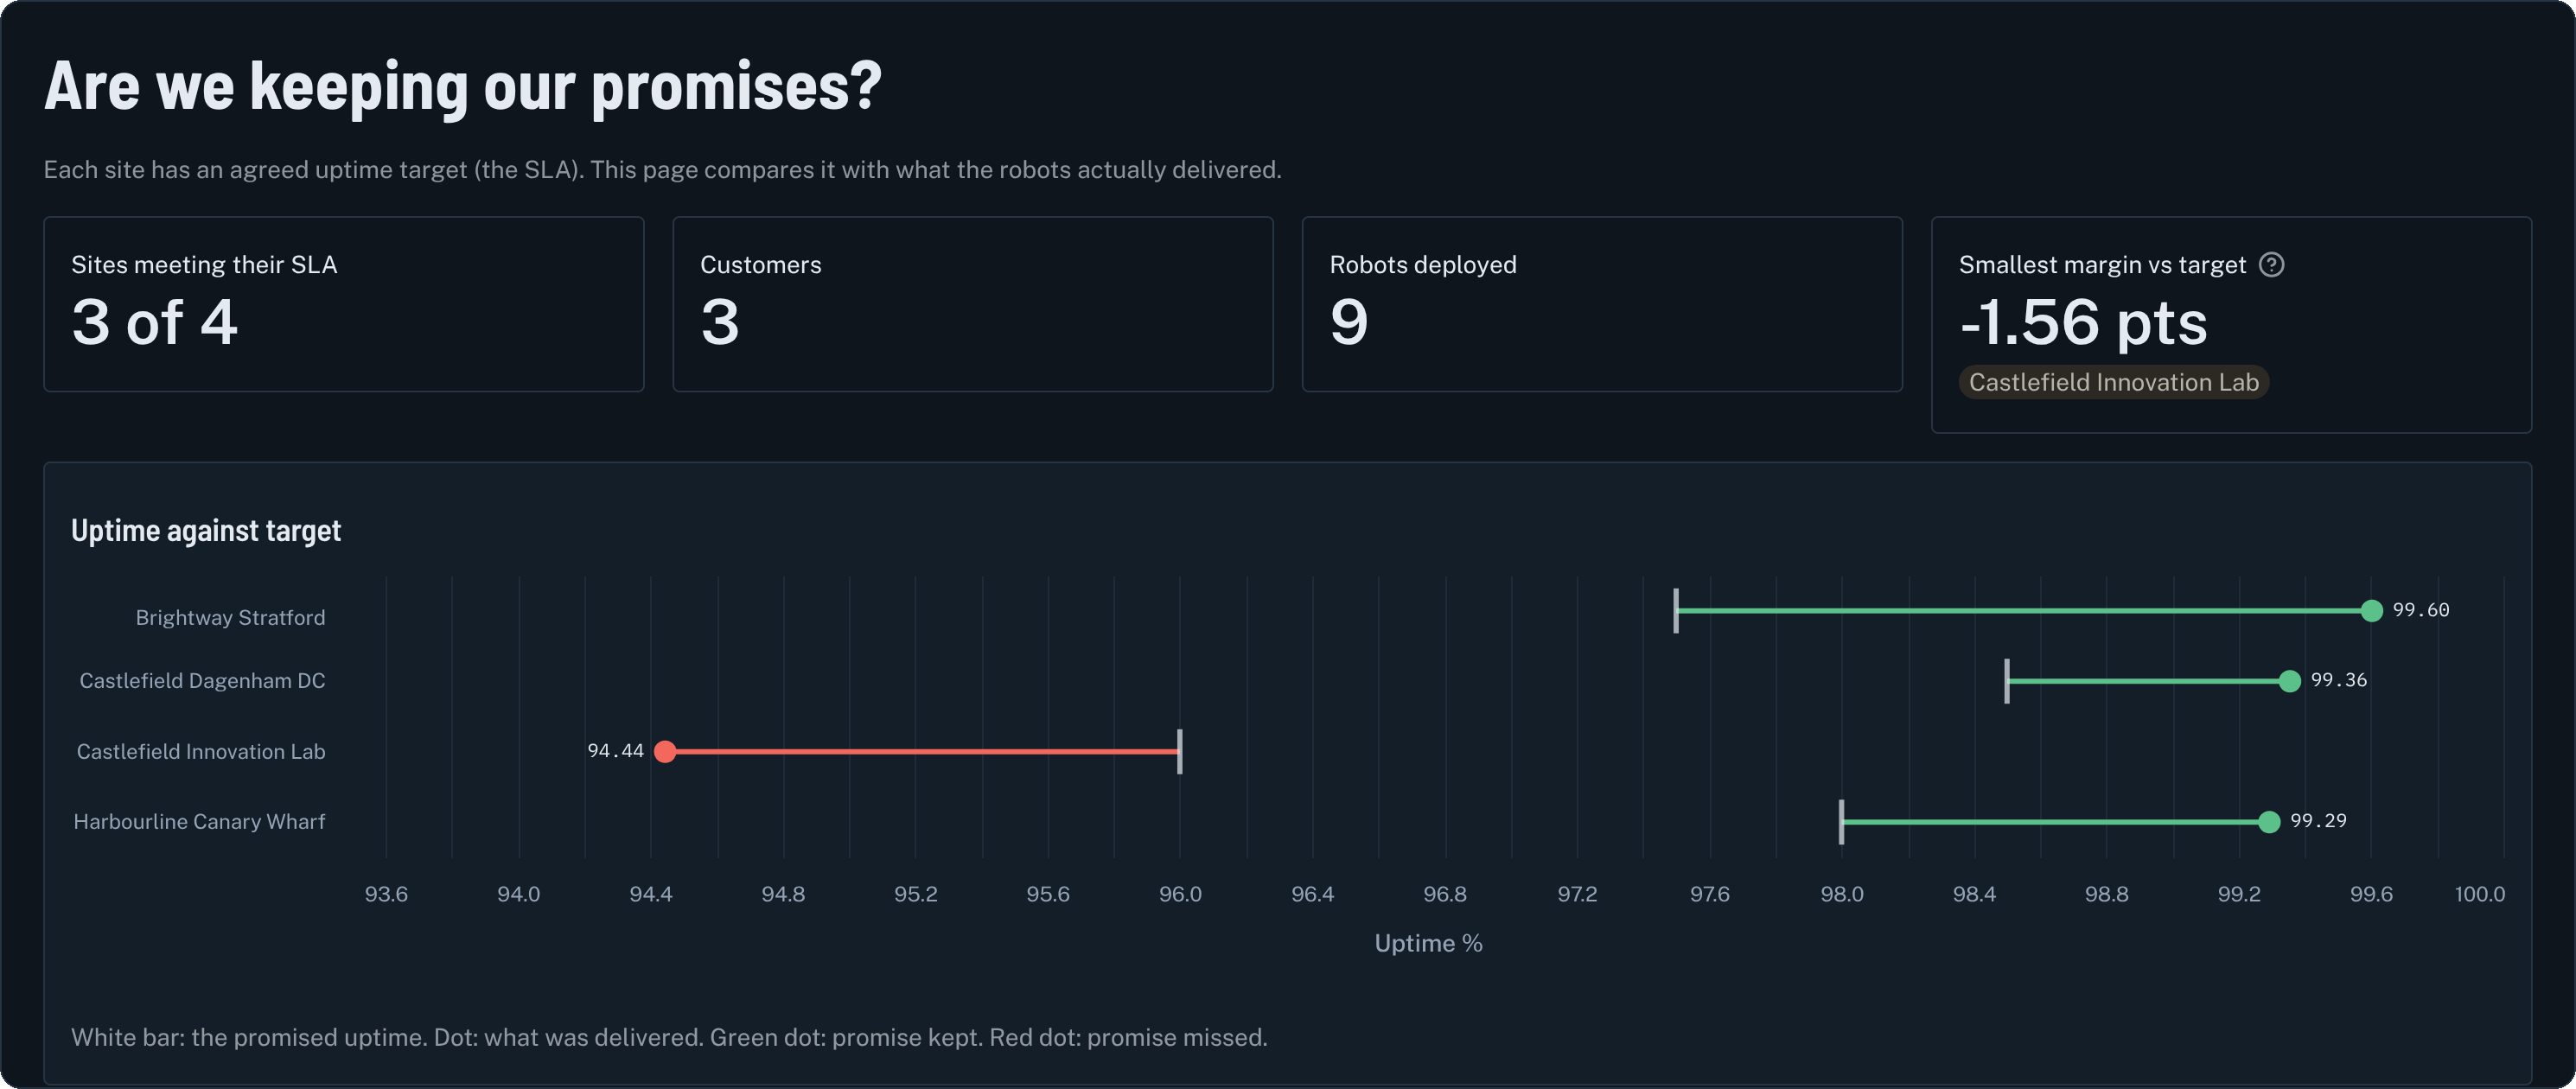 Are we keeping our promises?
Each site has an agreed uptime target (the SLA). This page compares it with what the robots actually delivered.
Sites meeting their SLA
3 of 4
Customers
3
Robots deployed
9
Smallest margin vs target ?
-1.56 pts
Castlefield Innovation Lab
Uptime against target
Brightway Stratford
99.60
Castlefield Dagenham DC
99.36
Castlefield Innovation Lab
94.44
Harbourline Canary Wharf
99.29
93.6 94.0 94.4 94.8 95.2 95.6 96.0 96.4 96.8 97.2 97.6 98.0 98.4 98.8 99.2 99.6 100.0
Uptime %
White bar: the promised uptime. Dot: what was delivered. Green dot: promise kept. Red dot: promise missed.